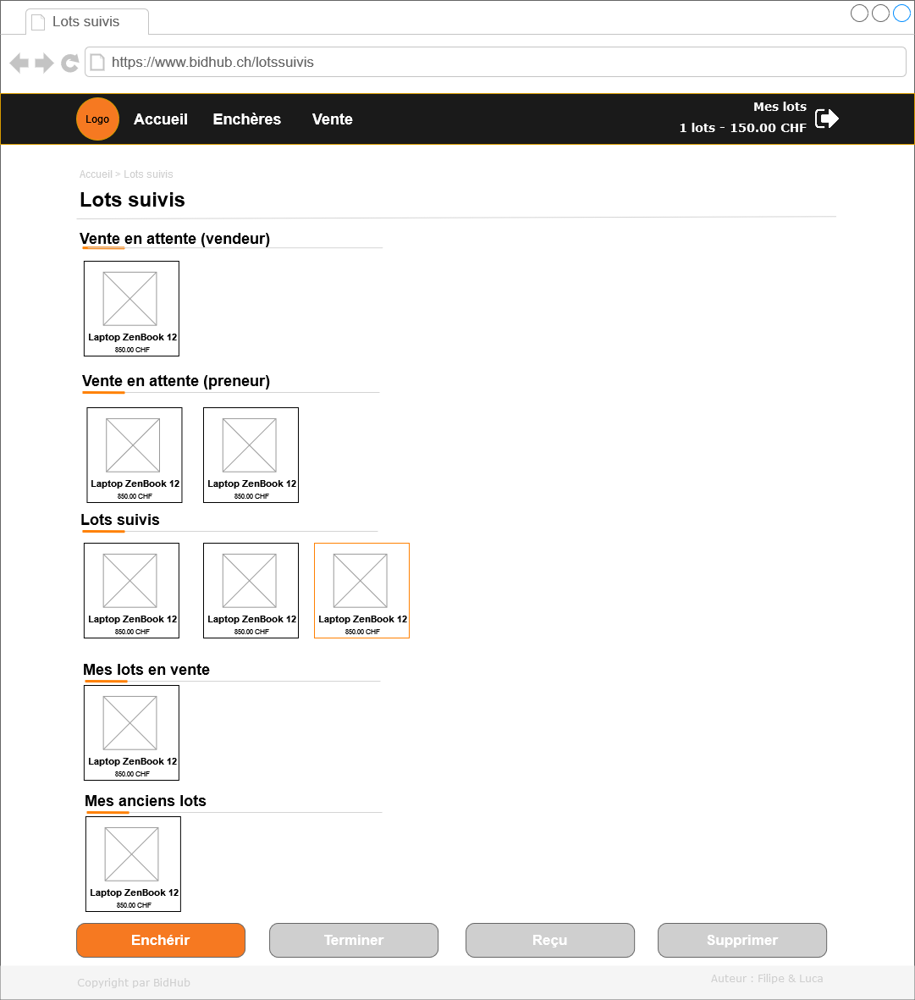 Lots suivis
https://www.bidhub.ch/lotssuivis
Logo
Accueil
Enchères
Vente
Mes lots
1 lots - 150.00 CHF
Accueil > Lots suivis
Lots suivis
Vente en attente (vendeur)
Laptop ZenBook 12
850.00 CHF
Vente en attente (preneur)
Laptop ZenBook 12
850.00 CHF
Laptop ZenBook 12
850.00 CHF
Lots suivis
Laptop ZenBook 12
850.00 CHF
Laptop ZenBook 12
850.00 CHF
Laptop ZenBook 12
850.00 CHF
Mes lots en vente
Laptop ZenBook 12
850.00 CHF
Mes anciens lots
Laptop ZenBook 12
850.00 CHF
Enchérir
Terminer
Reçu
Supprimer
Copyright par BidHub
Auteur : Filipe & Luca